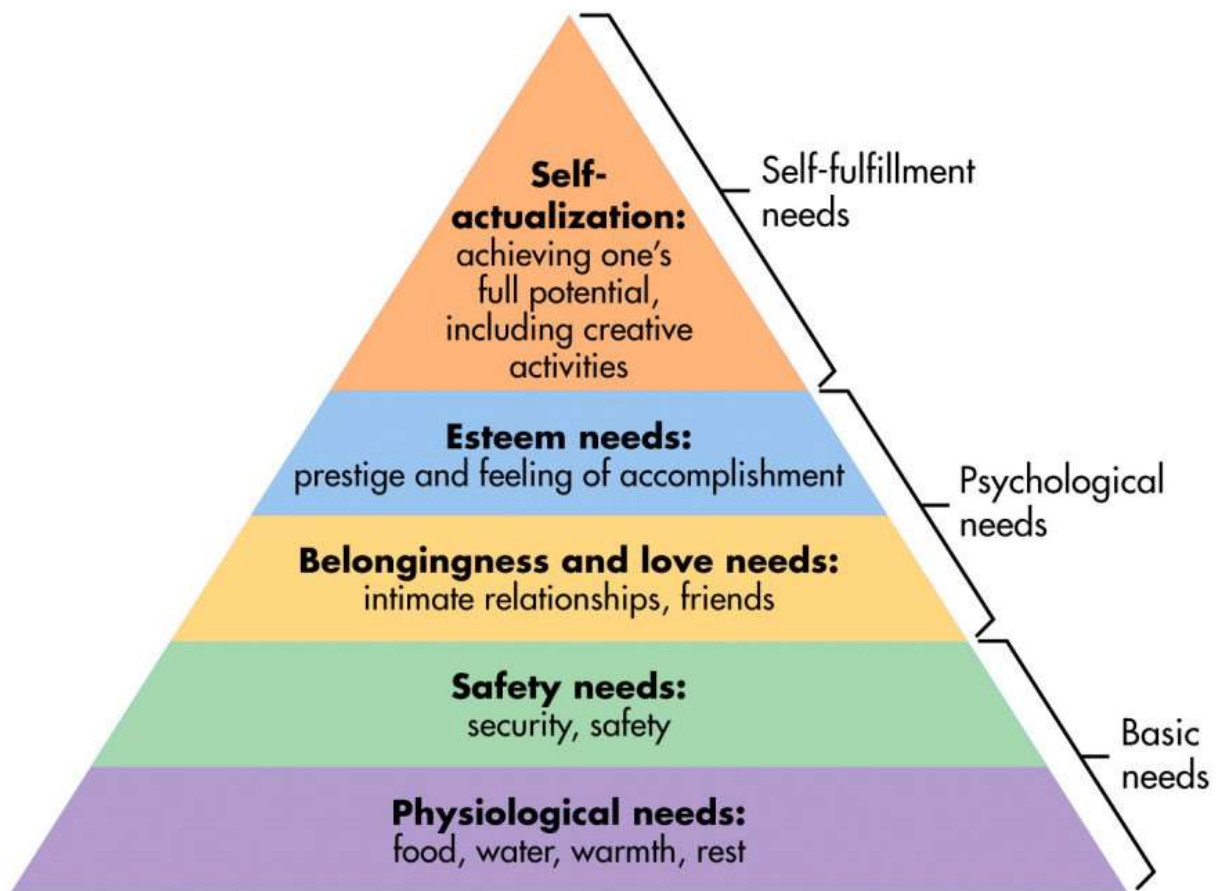 Self-
actualization:
achieving one's
full potential,
including creative
activities
Self-fulfillment
needs
Esteem needs:
prestige and feeling of accomplishment
Belongingness and love needs:
intimate relationships, friends
Psychological
needs
Safety needs:
security, safety
Physiological needs:
food, water, warmth, rest
Basic
needs